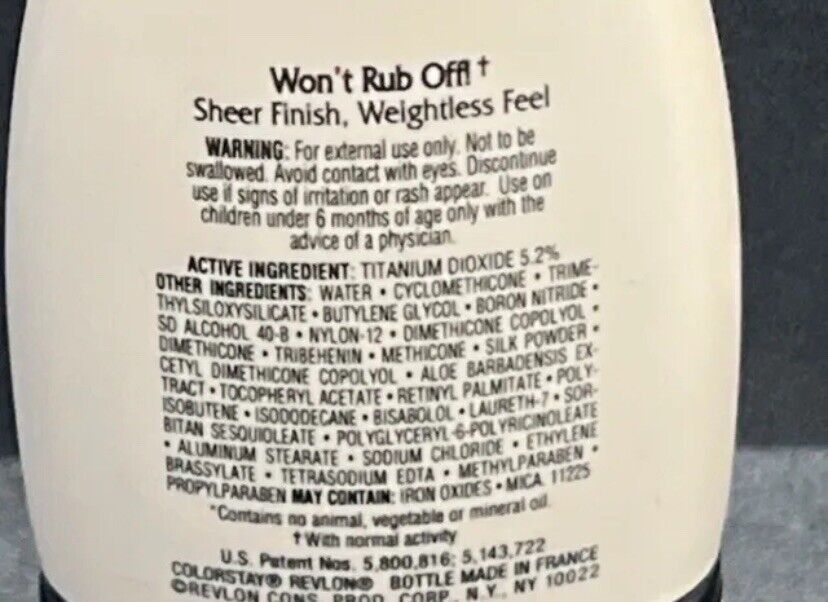 Won't Rub Off! †
Sheer Finish, Weightless Feel
WARNING: For external use only. Not to be
swallowed. Avoid contact with eyes. Discontinue
use if signs of irritation or rash appear. Use on
children under 6 months of age only with the
advice of a physician.
ACTIVE INGREDIENT: TITANIUM DIOXIDE 5.2%
OTHER INGREDIENTS: WATER • CYCLOMETHICONE • TRIME-
THYLSILOXYSILICATE • BUTYLENE GLYCOL • BORON NITRIDE •
SD ALCOHOL 40-B • NYLON-12 • DIMETHICONE COPOLYOL •
DIMETHICONE • TRIBEHENIN • METHICONE • SILK POWDER •
CETYL DIMETHICONE COPOLYOL • ALOE BARBADENSIS EX-
TRACT • TOCOPHERYL ACETATE • RETINYL PALMITATE • POLY-
ISOBUTENE • ISODODECANE • BISABOLOL • LAURETH-7 • SOR-
BITAN SESQUIOLEATE • POLYGLYCERYL-6-POLYRICINOLEATE
• ALUMINUM STEARATE • SODIUM CHLORIDE • ETHYLENE
BRASSYLATE • TETRASODIUM EDTA • METHYLPARABEN •
PROPYLPARABEN MAY CONTAIN: IRON OXIDES • MICA. 11225
*Contains no animal, vegetable or mineral oil.
† With normal activity
U.S. Patent Nos. 5,800,816; 5,143,722
COLORSTAY® REVLON® BOTTLE MADE IN FRANCE
©REVLON CONS. PROD. CORP., N.Y., NY 10022